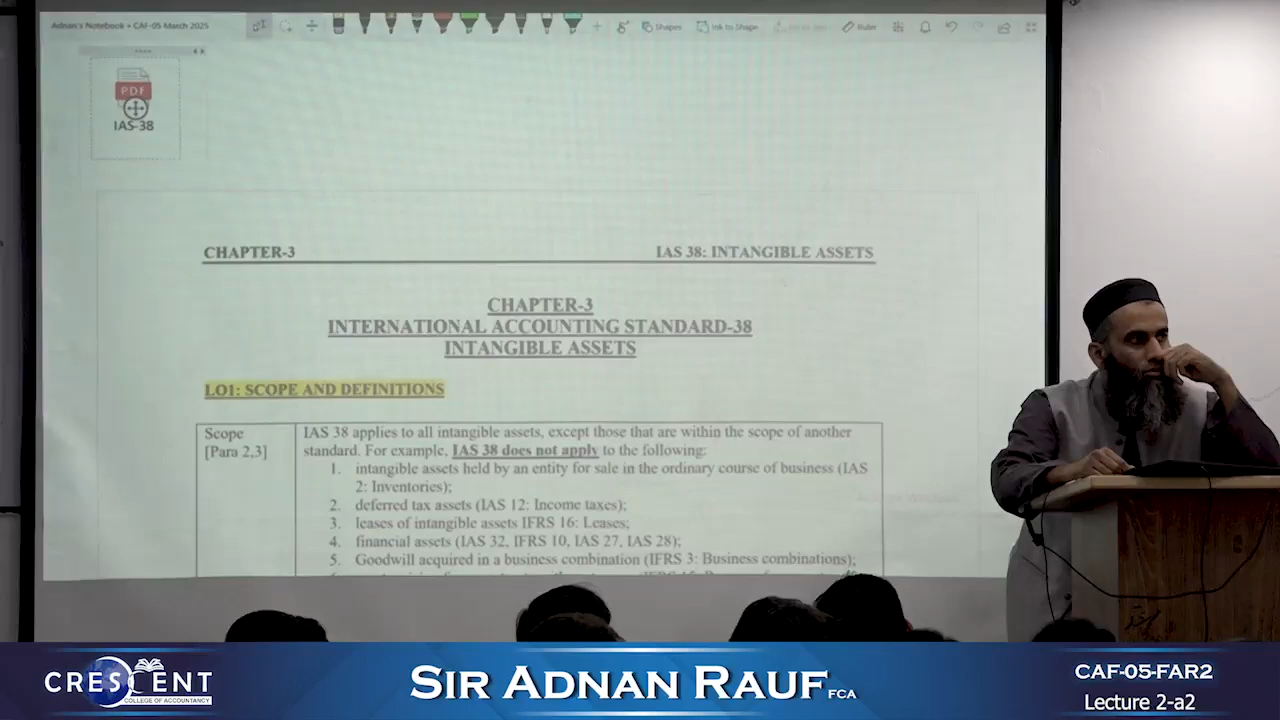 Adnan's Notebook • CAF-05 March 2025
Shapes
Ink to Shape
Ruler
PDF
IAS-38
CHAPTER-3 IAS 38: INTANGIBLE ASSETS
CHAPTER-3
INTERNATIONAL ACCOUNTING STANDARD-38
INTANGIBLE ASSETS
LO1: SCOPE AND DEFINITIONS
Scope
[Para 2,3]
IAS 38 applies to all intangible assets, except those that are within the scope of another
standard. For example, IAS 38 does not apply to the following:
1. intangible assets held by an entity for sale in the ordinary course of business (IAS
2: Inventories);
2. deferred tax assets (IAS 12: Income taxes);
3. leases of intangible assets IFRS 16: Leases;
4. financial assets (IAS 32, IFRS 10, IAS 27, IAS 28);
5. Goodwill acquired in a business combination (IFRS 3: Business combinations);
CRESCENT
COLLEGE OF ACCOUNTANCY
SIR ADNAN RAUF FCA
CAF-05-FAR2
Lecture 2-a2